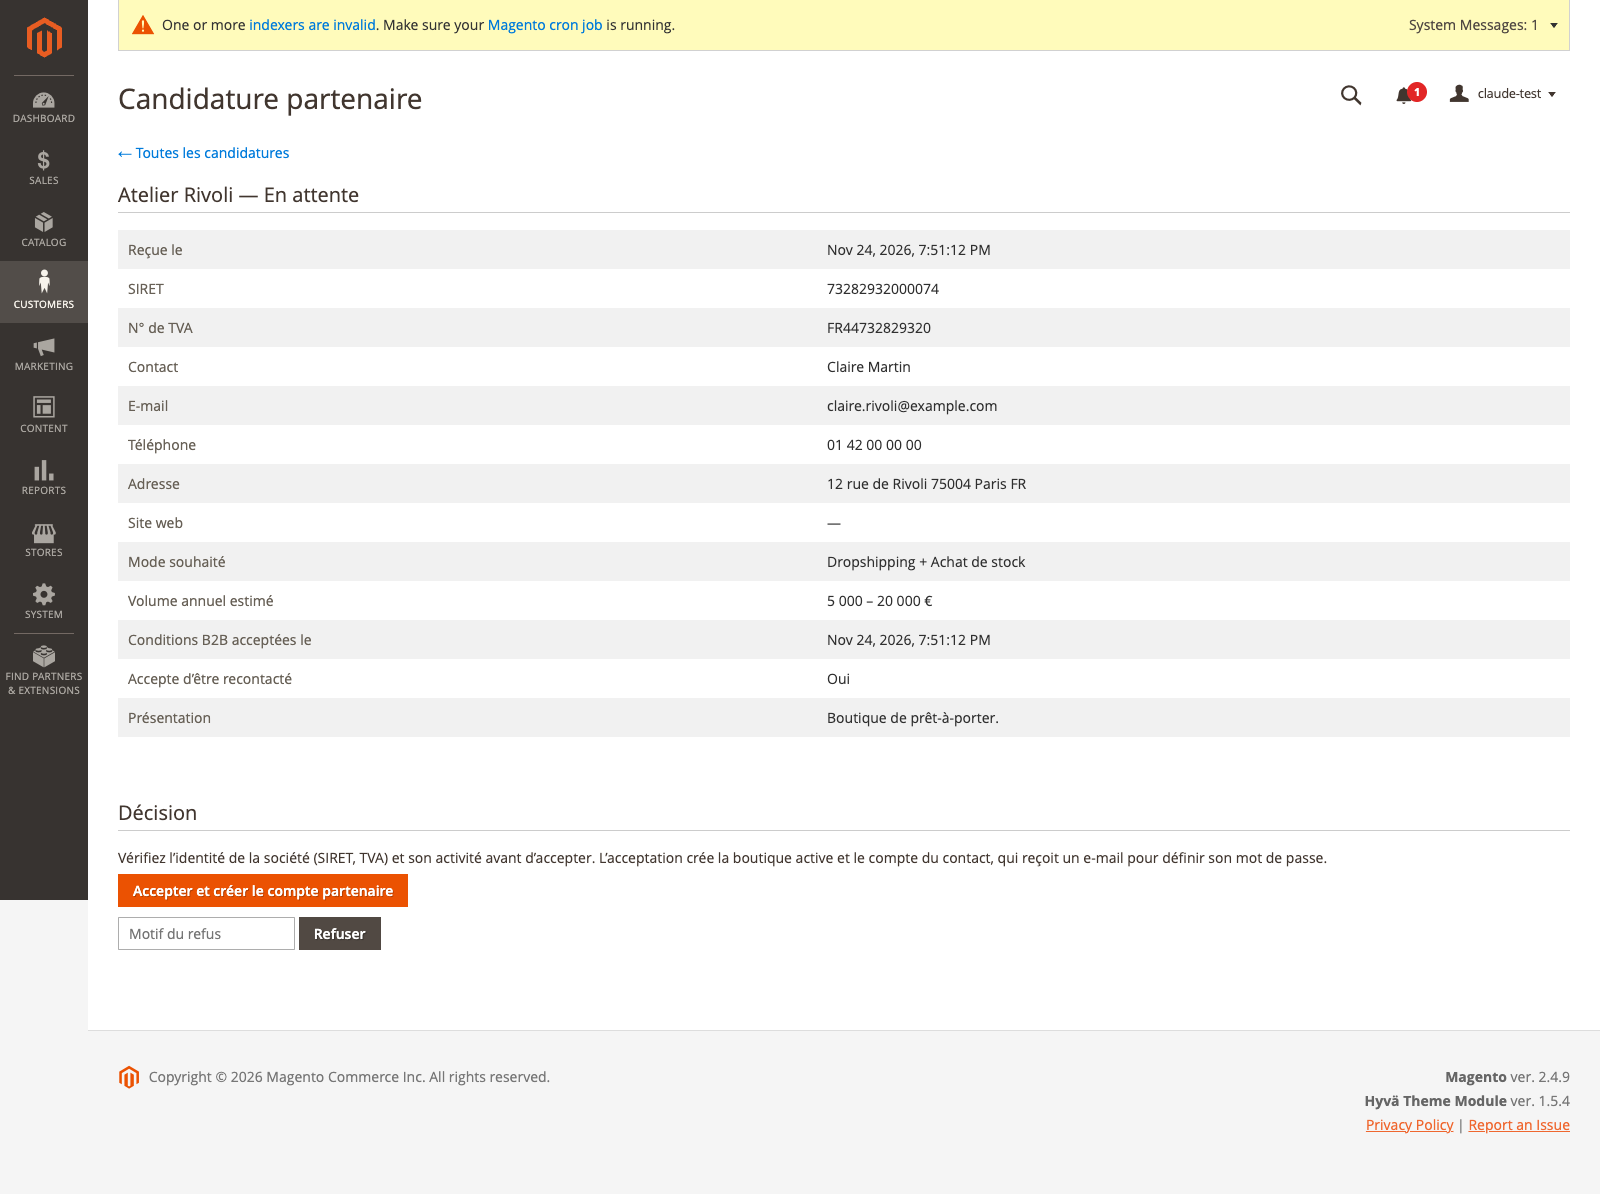 One or more indexers are invalid. Make sure your Magento cron job is running.
System Messages: 1
Candidature partenaire
1
claude-test
DASHBOARD
SALES
CATALOG
CUSTOMERS
MARKETING
CONTENT
REPORTS
STORES
SYSTEM
FIND PARTNERS
& EXTENSIONS
← Toutes les candidatures
Atelier Rivoli — En attente
Reçue le Nov 24, 2026, 7:51:12 PM
SIRET 73282932000074
N° de TVA FR44732829320
Contact Claire Martin
E-mail claire.rivoli@example.com
Téléphone 01 42 00 00 00
Adresse 12 rue de Rivoli 75004 Paris FR
Site web —
Mode souhaité Dropshipping + Achat de stock
Volume annuel estimé 5 000 – 20 000 €
Conditions B2B acceptées le Nov 24, 2026, 7:51:12 PM
Accepte d’être recontacté Oui
Présentation Boutique de prêt-à-porter.
Décision
Vérifiez l’identité de la société (SIRET, TVA) et son activité avant d’accepter. L’acceptation crée la boutique active et le compte du contact, qui reçoit un e-mail pour définir son mot de passe.
Accepter et créer le compte partenaire
Motif du refus Refuser
Copyright © 2026 Magento Commerce Inc. All rights reserved.
Magento ver. 2.4.9
Hyvä Theme Module ver. 1.5.4
Privacy Policy | Report an Issue